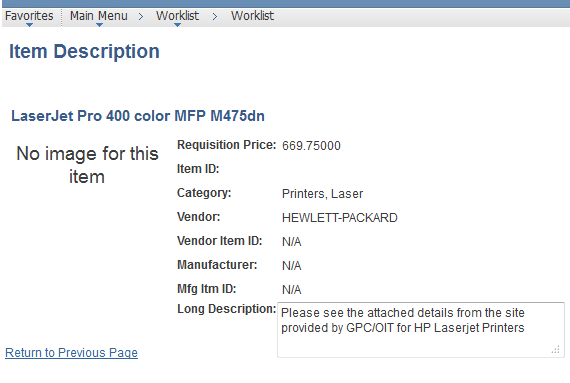 Favorites Main Menu > Worklist > Worklist
Item Description
LaserJet Pro 400 color MFP M475dn
No image for this
item
Requisition Price: 669.75000
Item ID:
Category: Printers, Laser
Vendor: HEWLETT-PACKARD
Vendor Item ID: N/A
Manufacturer: N/A
Mfg Itm ID: N/A
Long Description: Please see the attached details from the site
provided by GPC/OIT for HP Laserjet Printers
Return to Previous Page